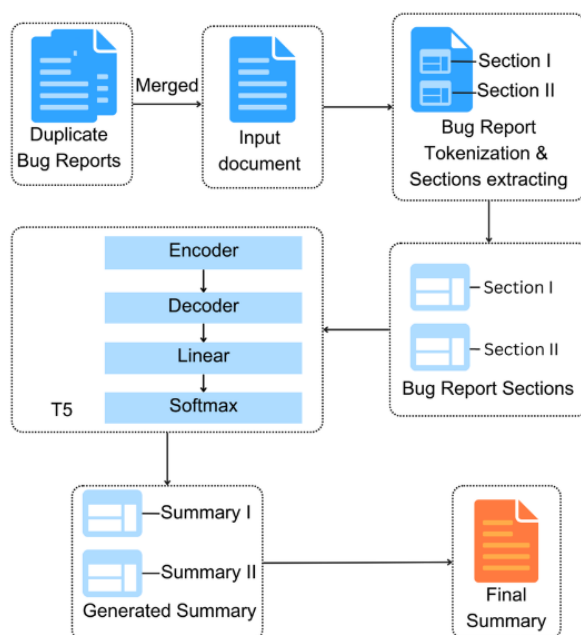 Merged
Duplicate
Bug Reports
Input
document
Section I
Section II
Bug Report
Tokenization &
Sections extracting
Encoder
Decoder
Linear
Softmax
T5
Section I
Section II
Bug Report Sections
Summary I
Summary II
Generated Summary
Final
Summary